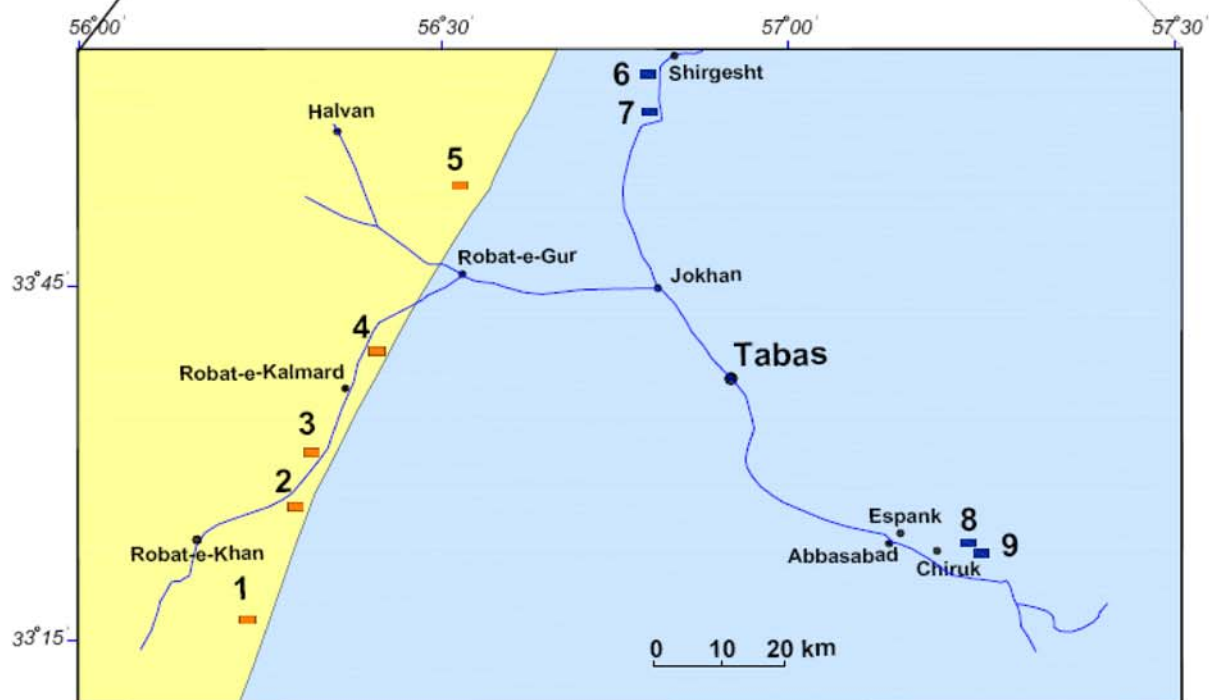 56°00' 56°30' 57°00' 57°30'
6 Shirgesht
7
Halvan
5
Robat-e-Gur
33°45' Jokhan
4
Tabas
Robat-e-Kalmard
3
2
Espank 8
Abbasabad 9
Robat-e-Khan
Chiruk
1
33°15'
0 10 20 km